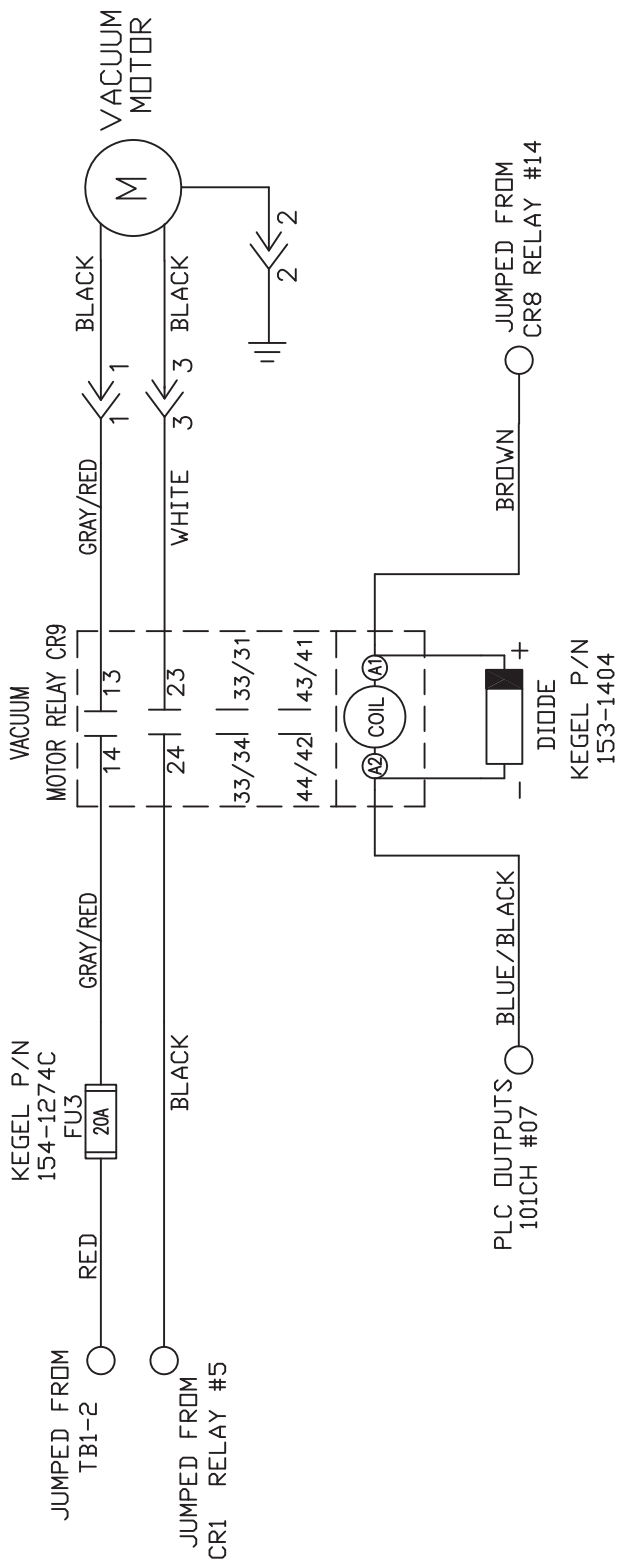 JUMPED FROM
TB1-2
RED
KEGEL P/N
154-1274C
FU3
20A
GRAY/RED
VACUUM
MOTOR RELAY CR9
14
13
GRAY/RED
1
1
BLACK
VACUUM
MOTOR
M
JUMPED FROM
CR1 RELAY #5
BLACK
24
23
WHITE
3
3
BLACK
2
2
33/34
33/31
44/42
43/41
A2
COIL
A1
PLC OUTPUTS
101CH #07
BLUE/BLACK
-
+
DIODE
KEGEL P/N
153-1404
BROWN
JUMPED FROM
CR8 RELAY #14